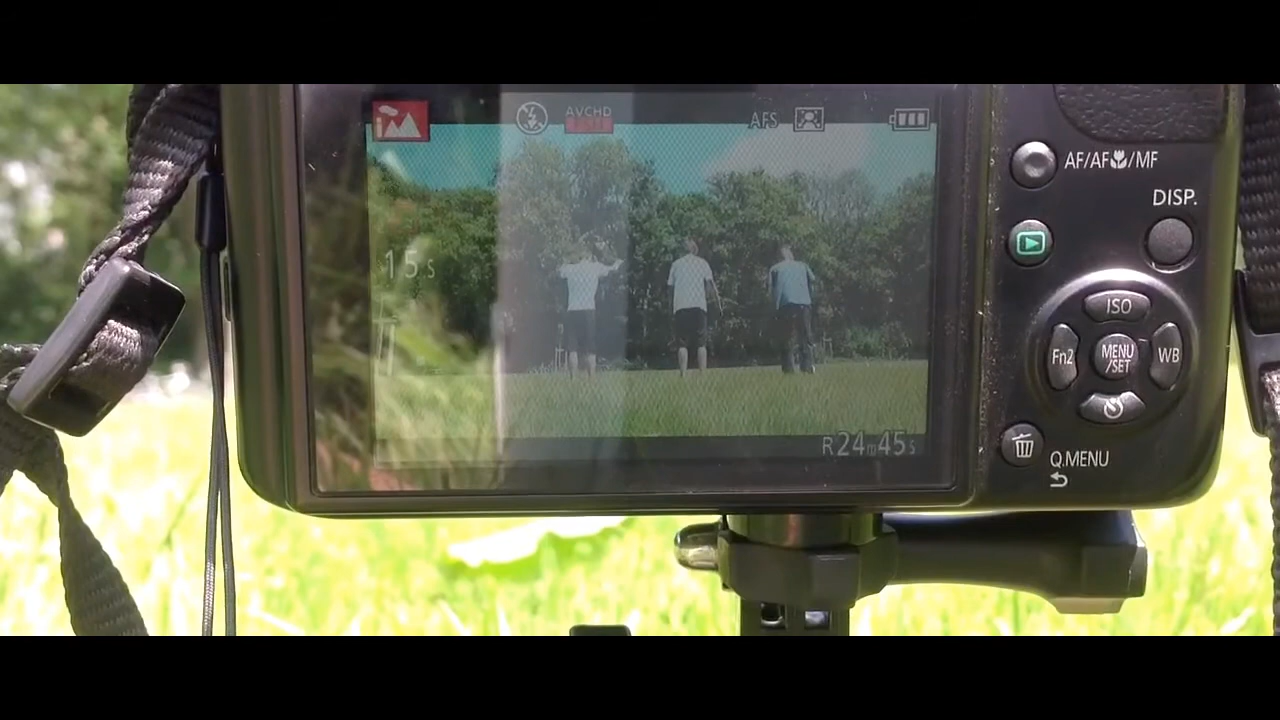 AVCHD
AFS
15s
R24m45s
AF/AF/MF
DISP.
ISO
Fn2
MENU
/SET
WB
Q.MENU